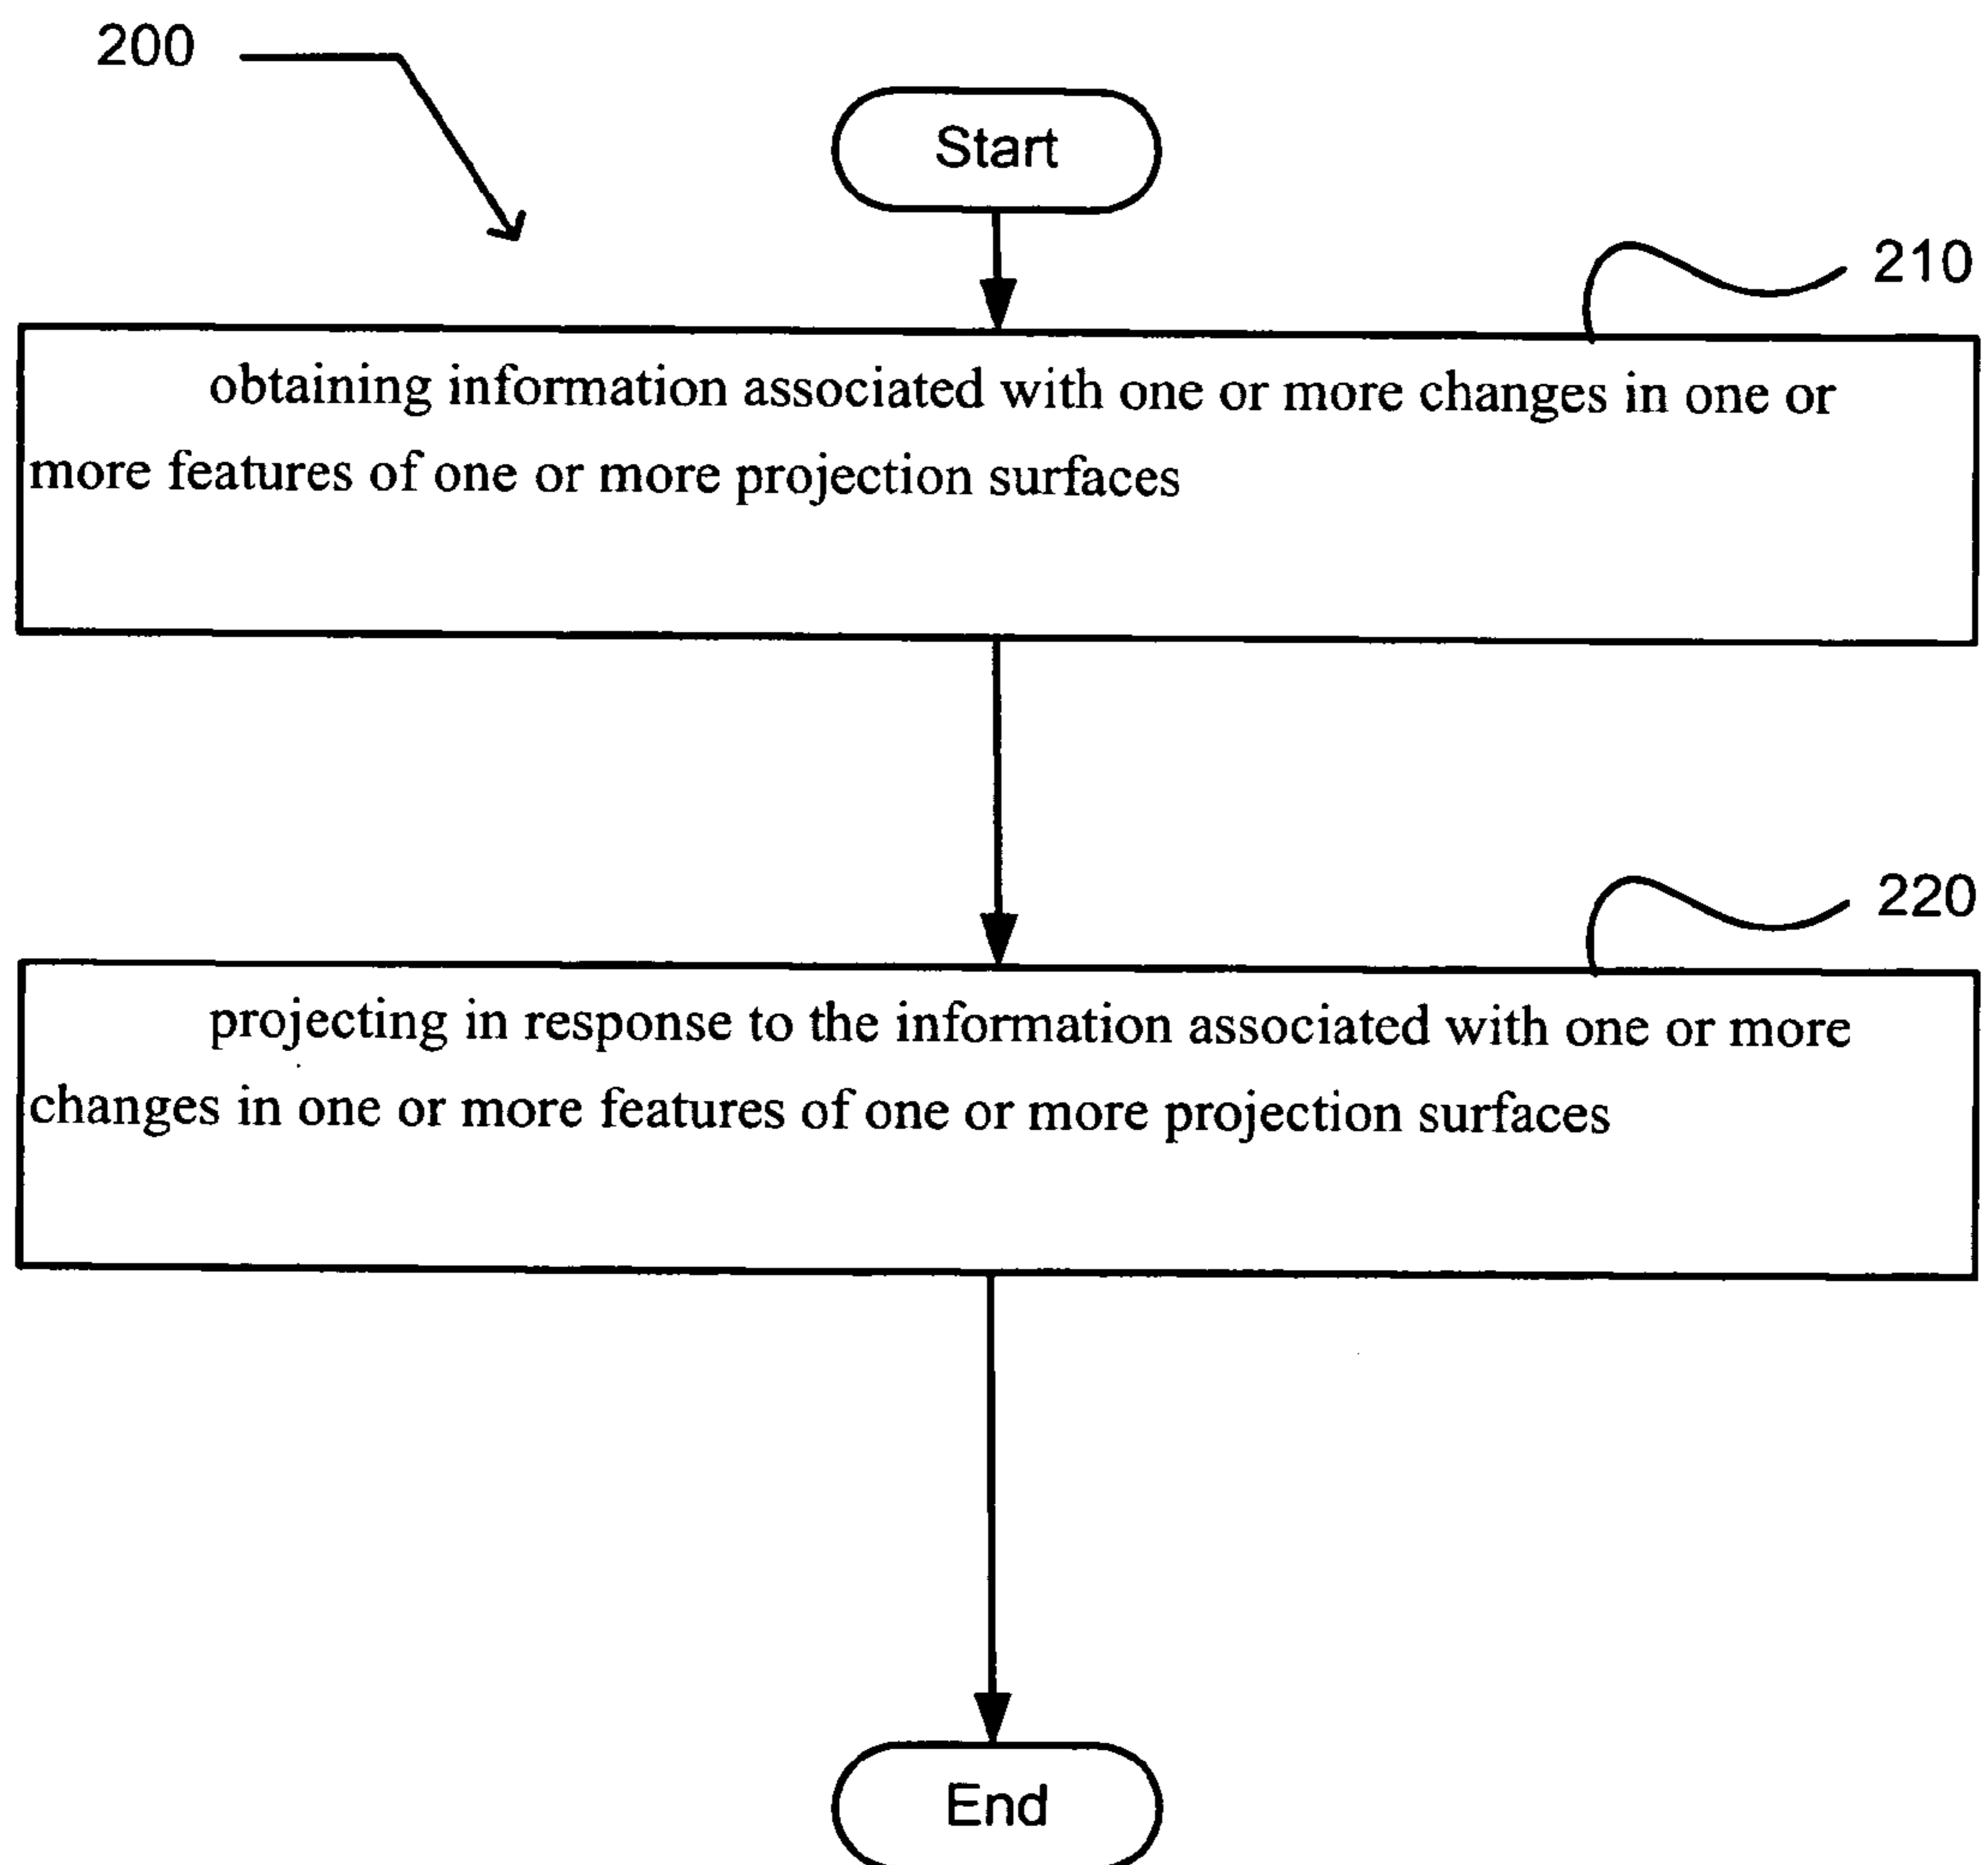 200
Start
210
obtaining information associated with one or more changes in one or
more features of one or more projection surfaces
220
projecting in response to the information associated with one or more
changes in one or more features of one or more projection surfaces
End